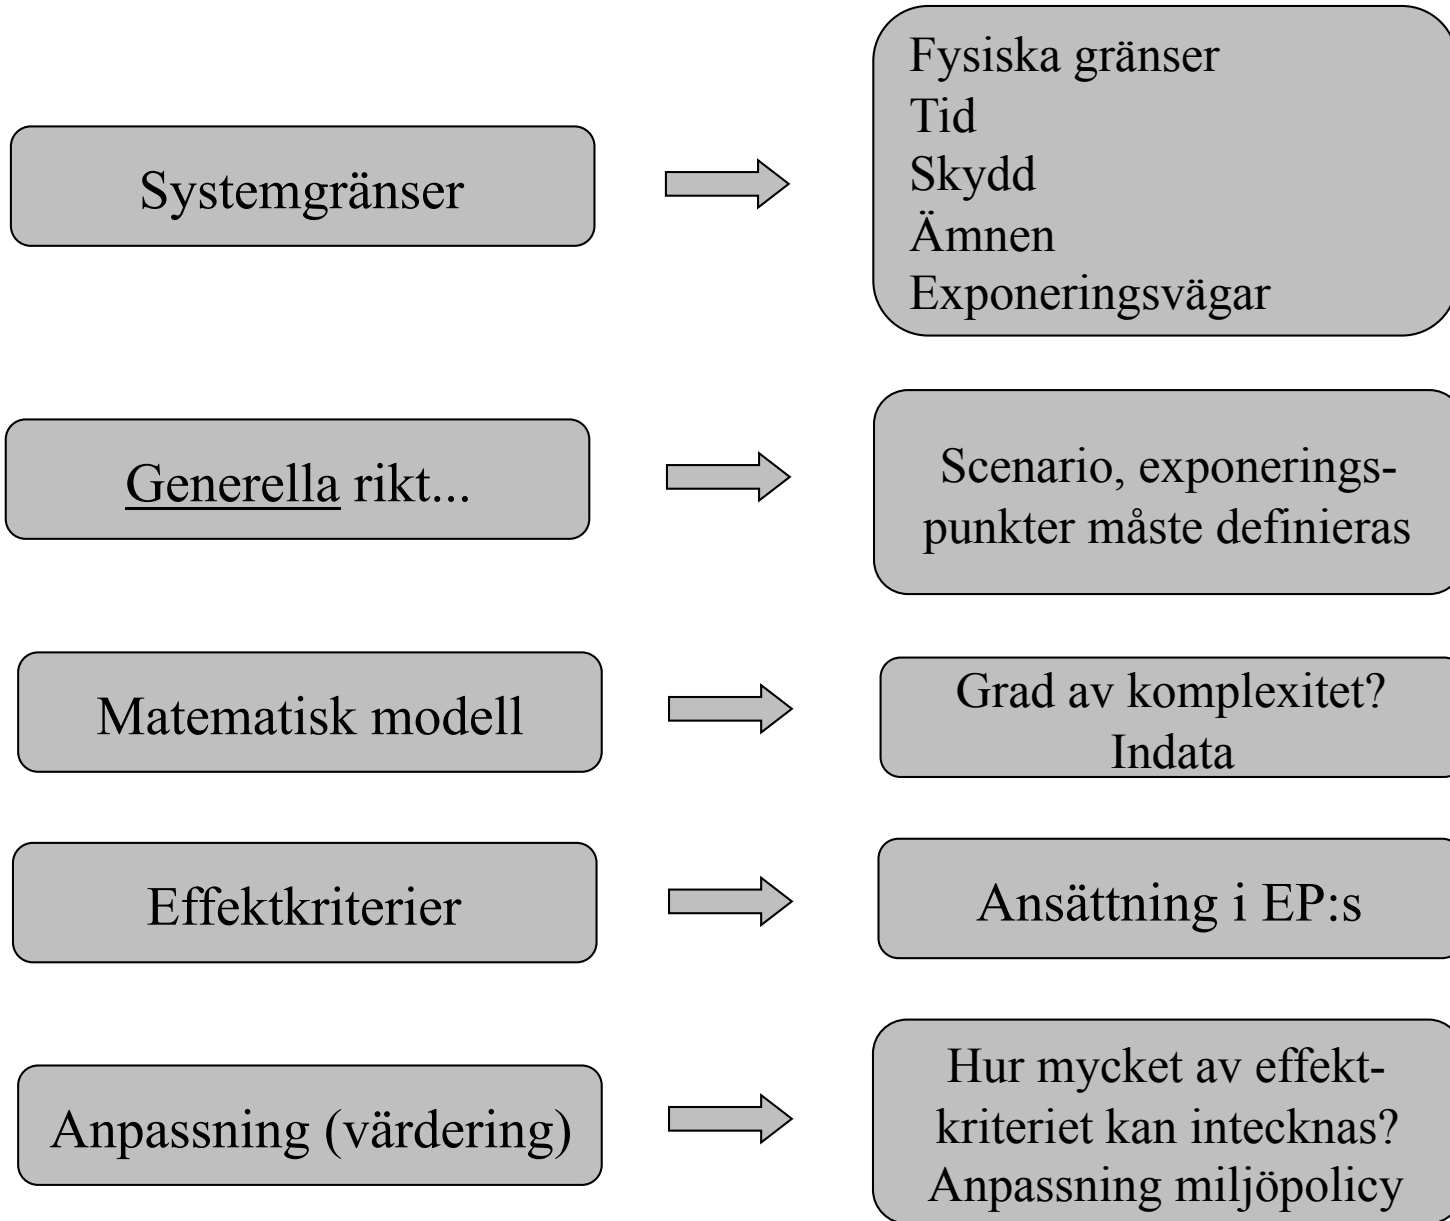 Systemgränser
Fysiska gränser
Tid
Skydd
Ämnen
Exponeringsvägar
Generella rikt...
Scenario, exponerings-
punkter måste definieras
Matematisk modell
Grad av komplexitet?
Indata
Effektkriterier
Ansättning i EP:s
Anpassning (värdering)
Hur mycket av effekt-
kriteriet kan intecknas?
Anpassning miljöpolicy